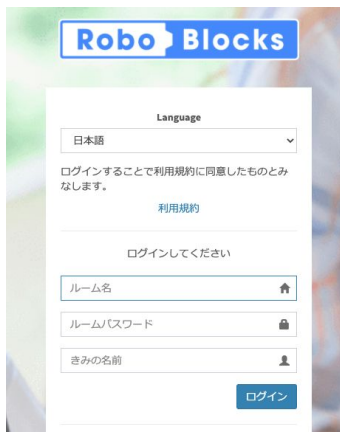 Robo Blocks
Language
日本語
ログインすることで利用規約に同意したものとみ
なします。
利用規約
ログインしてください
ルーム名
ルームパスワード
きみの名前
ログイン